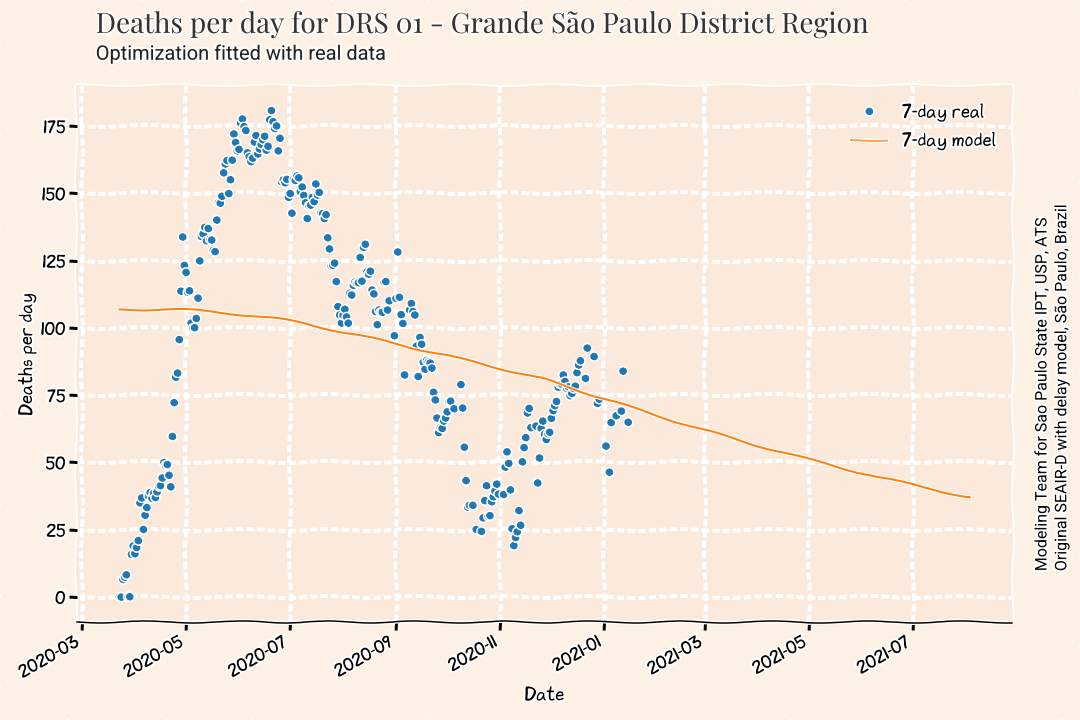 Deaths per day for DRS 01 - Grande São Paulo District Region
Optimization fitted with real data
7-day real
7-day model
175
150
125
100
75
50
25
0
Deaths per day
2020-03
2020-05
2020-07
2020-09
2020-11
2021-01
2021-03
2021-05
2021-07
Date
Modeling Team for Sao Paulo State IPT, USP, ATS
Original SEAIR-D with delay model, São Paulo, Brazil